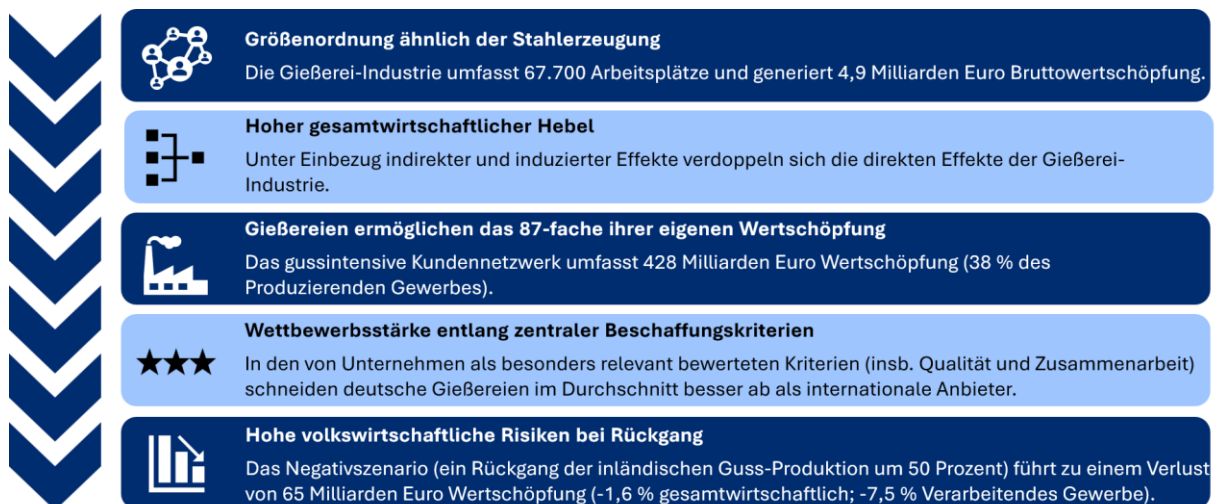 Größenordnung ähnlich der Stahlerzeugung
Die Gießerei-Industrie umfasst 67.700 Arbeitsplätze und generiert 4,9 Milliarden Euro Bruttowertschöpfung.
Hoher gesamtwirtschaftlicher Hebel
Unter Einbezug indirekter und induzierter Effekte verdoppeln sich die direkten Effekte der Gießerei-
Industrie.
Gießereien ermöglichen das 87-fache ihrer eigenen Wertschöpfung
Das gussintensive Kundennetzwerk umfasst 428 Milliarden Euro Wertschöpfung (38 % des
Produzierenden Gewerbes).
Wettbewerbsstärke entlang zentraler Beschaffungskriterien
In den von Unternehmen als besonders relevant bewerteten Kriterien (insb. Qualität und Zusammenarbeit)
schneiden deutsche Gießereien im Durchschnitt besser ab als internationale Anbieter.
Hohe volkswirtschaftliche Risiken bei Rückgang
Das Negativszenario (ein Rückgang der inländischen Guss-Produktion um 50 Prozent) führt zu einem Verlust
von 65 Milliarden Euro Wertschöpfung (-1,6 % gesamtwirtschaftlich; -7,5 % Verarbeitendes Gewerbe).